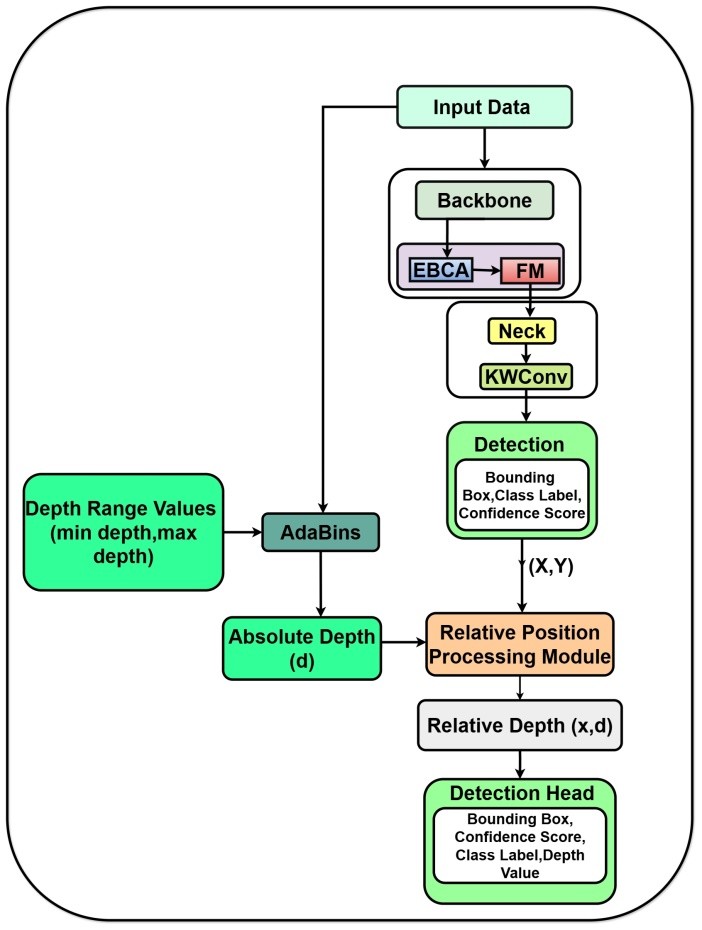 Input Data
Backbone
EBCA
FM
Neck
KWConv
Detection
Bounding
Box,Class Label,
Confidence Score
Depth Range Values
(min depth,max
depth)
AdaBins
(X,Y)
Absolute Depth
(d)
Relative Position
Processing Module
Relative Depth (x,d)
Detection Head
Bounding Box,
Confidence Score,
Class Label,Depth
Value